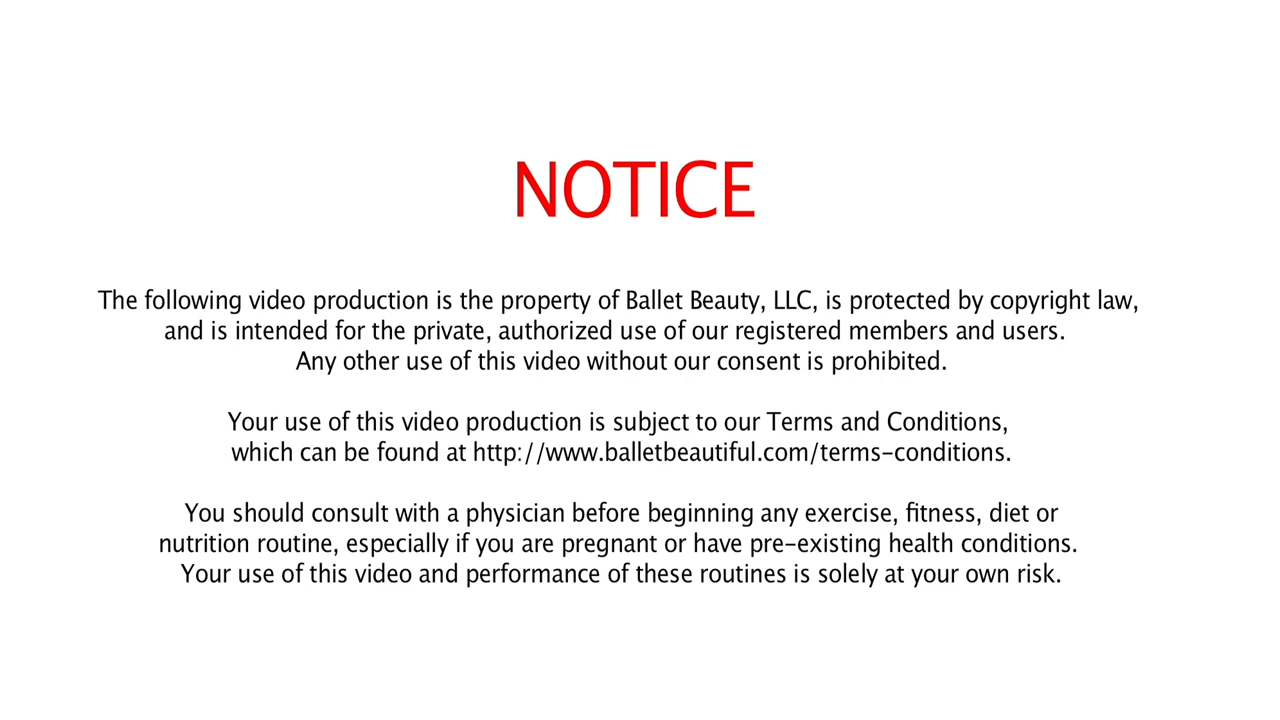 NOTICE
The following video production is the property of Ballet Beauty, LLC, is protected by copyright law,
and is intended for the private, authorized use of our registered members and users.
Any other use of this video without our consent is prohibited.
Your use of this video production is subject to our Terms and Conditions,
which can be found at http://www.balletbeautiful.com/terms-conditions.
You should consult with a physician before beginning any exercise, fitness, diet or
nutrition routine, especially if you are pregnant or have pre-existing health conditions.
Your use of this video and performance of these routines is solely at your own risk.